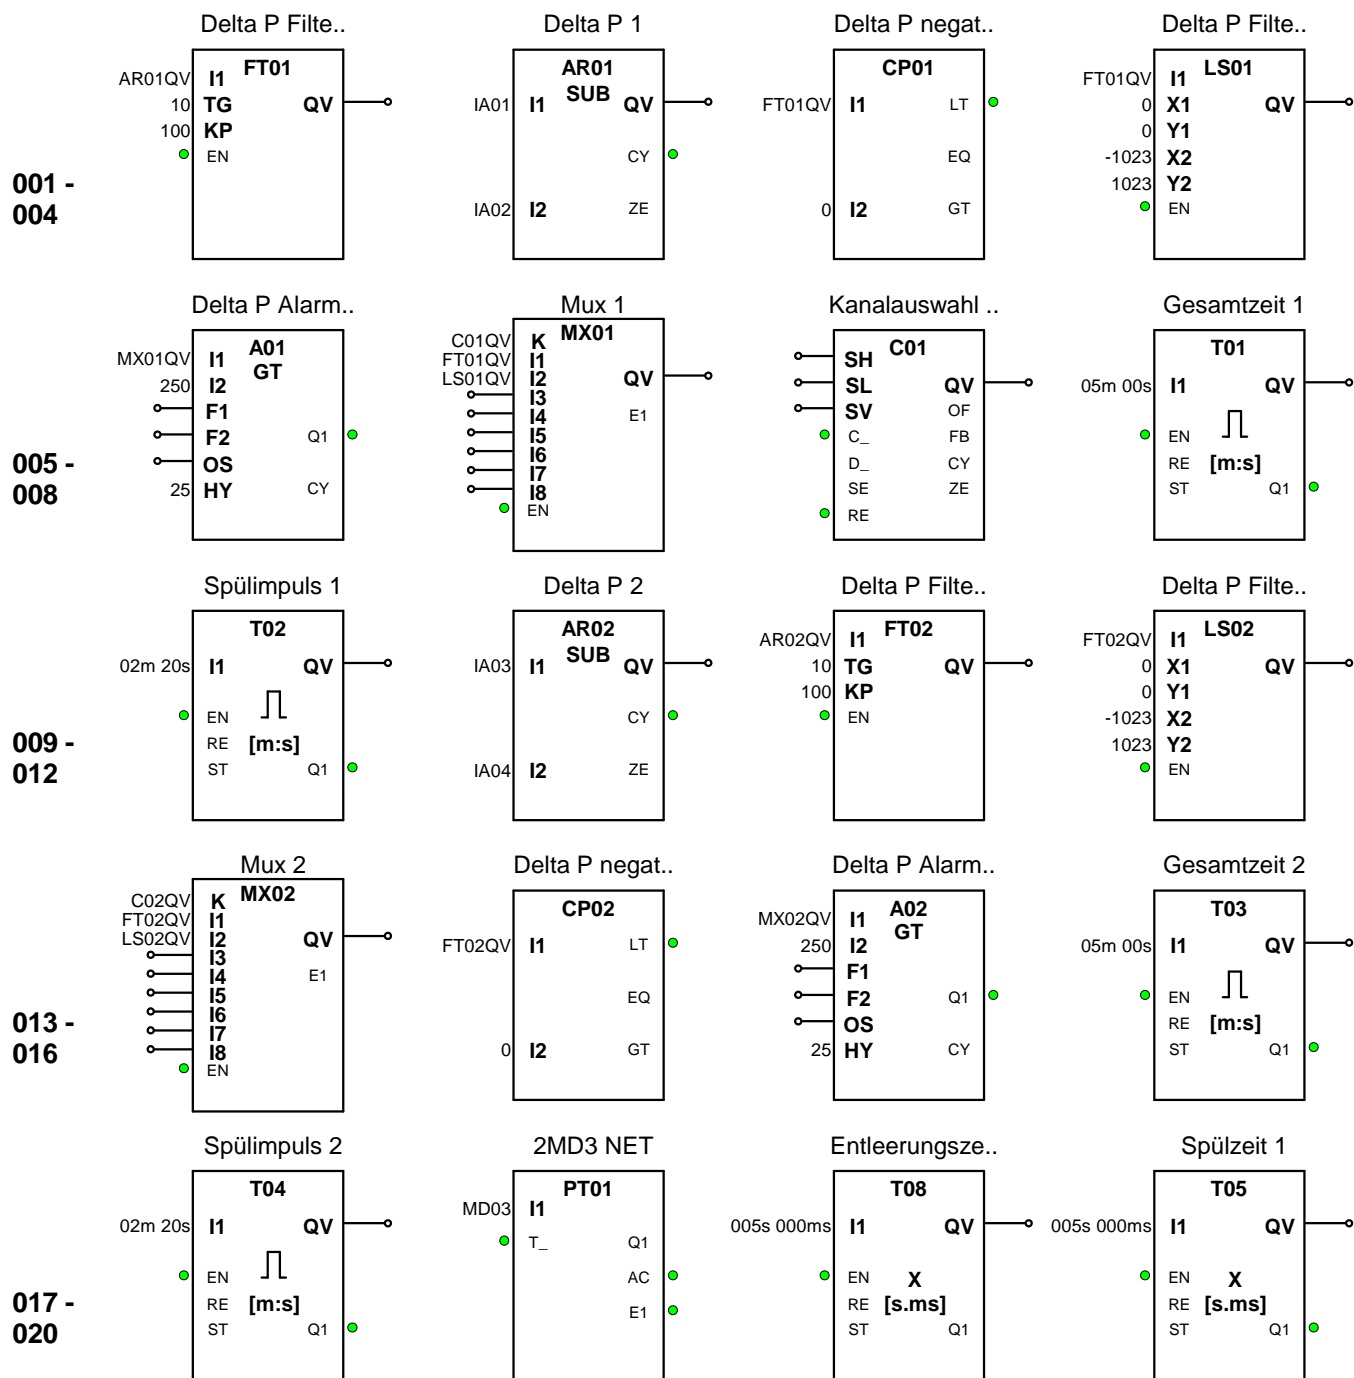 Delta P Filte.. Delta P 1 Delta P negat.. Delta P Filte..
FT01 AR01 CP01 LS01
AR01QV I1 SUB FT01QV I1
10 TG QV IA01 I1 QV FT01QV I1 LT 0 X1 QV
100 KP 0 Y1
EN CY EQ -1023 X2
001 - 1023 Y2
004 IA02 I2 ZE 0 I2 GT EN
Delta P Alarm.. Mux 1 Kanalauswahl .. Gesamtzeit 1
A01 MX01 C01 T01
MX01QV I1 GT C01QV K SH
250 I2 FT01QV I1 SL QV 05m 00s I1 QV
F1 LS01QV I2 QV SV OF
F2 Q1 I3 C_ FB EN
OS I4 E1 D_ CY RE [m:s]
005 - I5 SE ZE ST Q1
008 25 HY CY I6 RE
I7
I8
EN
Spülimpuls 1 Delta P 2 Delta P Filte.. Delta P Filte..
T02 AR02 FT02 LS02
SUB AR02QV I1 FT02QV I1
02m 20s I1 QV IA03 I1 QV 10 TG QV 0 X1 QV
100 KP 0 Y1
EN CY EN -1023 X2
009 - RE [m:s] 1023 Y2
012 ST Q1 IA04 I2 ZE EN
Mux 2 Delta P negat.. Delta P Alarm.. Gesamtzeit 2
MX02 CP02 A02 T03
C02QV K MX02QV I1 GT
FT02QV I1 FT02QV I1 LT 250 I2 05m 00s I1 QV
LS02QV I2 QV F1
I3 EQ F2 Q1 EN
I4 E1 OS RE [m:s]
013 - I5 0 I2 GT 25 HY CY ST Q1
016 I6
I7
I8
EN
Spülimpuls 2 2MD3 NET Entleerungsze.. Spülzeit 1
T04 PT01 T08 T05
MD03 I1
02m 20s I1 QV T_ Q1 005s 000ms I1 QV 005s 000ms I1 QV
EN AC EN X EN X
017 - RE [m:s] E1 RE [s.ms] RE [s.ms]
020 ST Q1 ST Q1 ST Q1